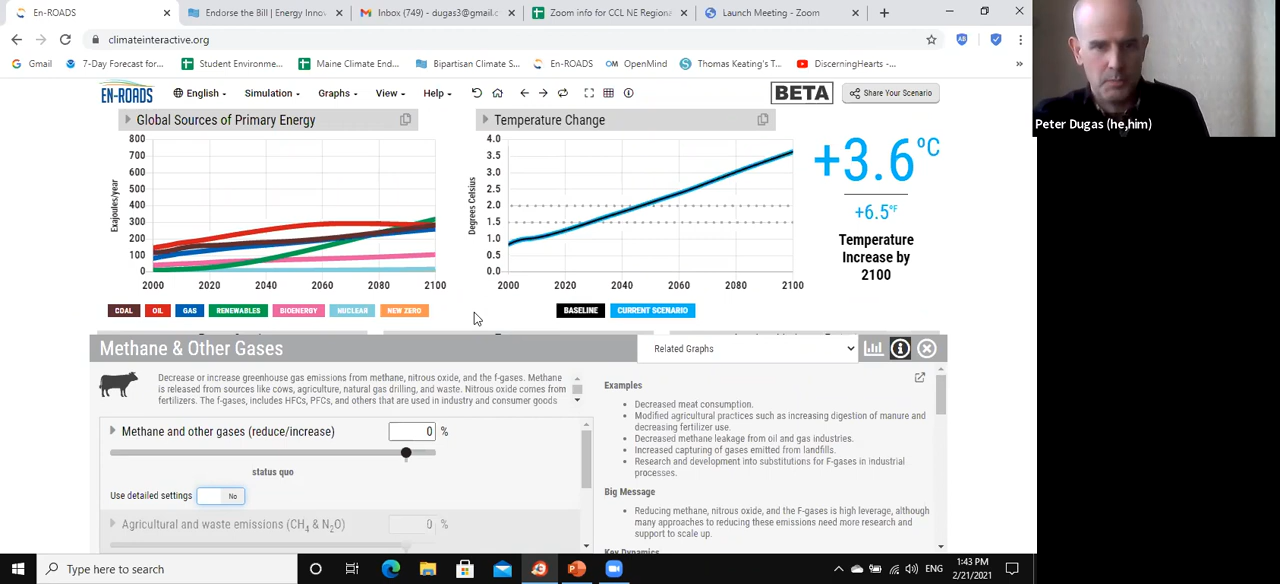 En-ROADS
Endorse the Bill | Energy Innov
Inbox (749) - dugas3@gmail.c
Zoom info for CCL NE Regiona
Launch Meeting - Zoom
climateinteractive.org
Gmail
7-Day Forecast for...
Student Environme...
Maine Climate End...
Bipartisan Climate S...
En-ROADS
OpenMind
Thomas Keating's T...
DiscerningHearts -...
»
EN-ROADS
English
Simulation
Graphs
View
Help
BETA
Share Your Scenario
Global Sources of Primary Energy
Exajoules/year
800
700
600
500
400
300
200
100
0
2000
2020
2040
2060
2080
2100
COAL
OIL
GAS
RENEWABLES
BIOENERGY
NUCLEAR
NEW ZERO
Temperature Change
Degrees Celsius
4.0
3.5
3.0
2.5
2.0
1.5
1.0
0.5
0.0
2000
2020
2040
2060
2080
2100
BASELINE
CURRENT SCENARIO
+3.6°C
+6.5°F
Temperature
Increase by
2100
Peter Dugas (he,him)
Methane & Other Gases
Related Graphs
Decrease or increase greenhouse gas emissions from methane, nitrous oxide, and the f-gases. Methane
is released from sources like cows, agriculture, natural gas drilling, and waste. Nitrous oxide comes from
fertilizers. The f-gases, includes HFCs, PFCs, and others that are used in industry and consumer goods
Methane and other gases (reduce/increase)
0 %
status quo
Use detailed settings
No
Agricultural and waste emissions (CH₄ & N₂O)
0 %
Examples
• Decreased meat consumption.
• Modified agricultural practices such as increasing digestion of manure and
decreasing fertilizer use.
• Decreased methane leakage from oil and gas industries.
• Increased capturing of gases emitted from landfills.
• Research and development into substitutions for F-gases in industrial
processes.
Big Message
• Reducing methane, nitrous oxide, and the F-gases is high leverage, although
many approaches to reducing these emissions need more research and
support to scale up.
Key Dynamics
Type here to search
ENG
1:43 PM
2/21/2021